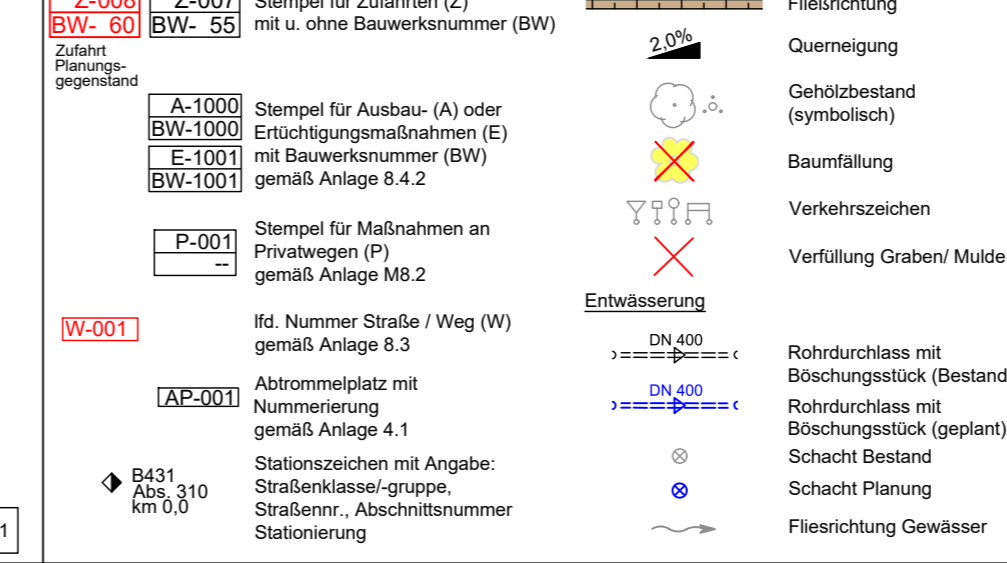 Z-008
Z-007
Stempel für Zufahrten (Z)
BW- 60
BW- 55
mit u. ohne Bauwerksnummer (BW)
Zufahrt
Planungs-
gegenstand
A-1000
BW-1000
E-1001
BW-1001
Stempel für Ausbau- (A) oder
Ertüchtigungsmaßnahmen (E)
mit Bauwerksnummer (BW)
gemäß Anlage 8.4.2
P-001
--
Stempel für Maßnahmen an
Privatwegen (P)
gemäß Anlage M8.2
W-001
lfd. Nummer Straße / Weg (W)
gemäß Anlage 8.3
AP-001
Abtrommelplatz mit
Nummerierung
gemäß Anlage 4.1
B431
Abs. 310
km 0,0
Stationszeichen mit Angabe:
Straßenklasse/-gruppe,
Straßennr., Abschnittsnummer
Stationierung
1
Fließrichtung
2,0%
Querneigung
Gehölzbestand
(symbolisch)
Baumfällung
Verkehrszeichen
Verfüllung Graben/ Mulde
Entwässerung
DN 400
Rohrdurchlass mit
Böschungsstück (Bestand
DN 400
Rohrdurchlass mit
Böschungsstück (geplant)
Schacht Bestand
Schacht Planung
Fliesrichtung Gewässer